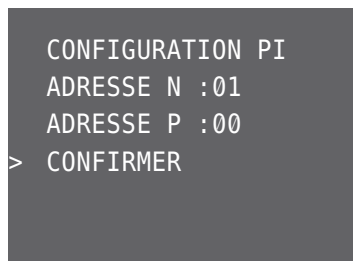 CONFIGURATION PI
ADRESSE N :01
ADRESSE P :00
> CONFIRMER